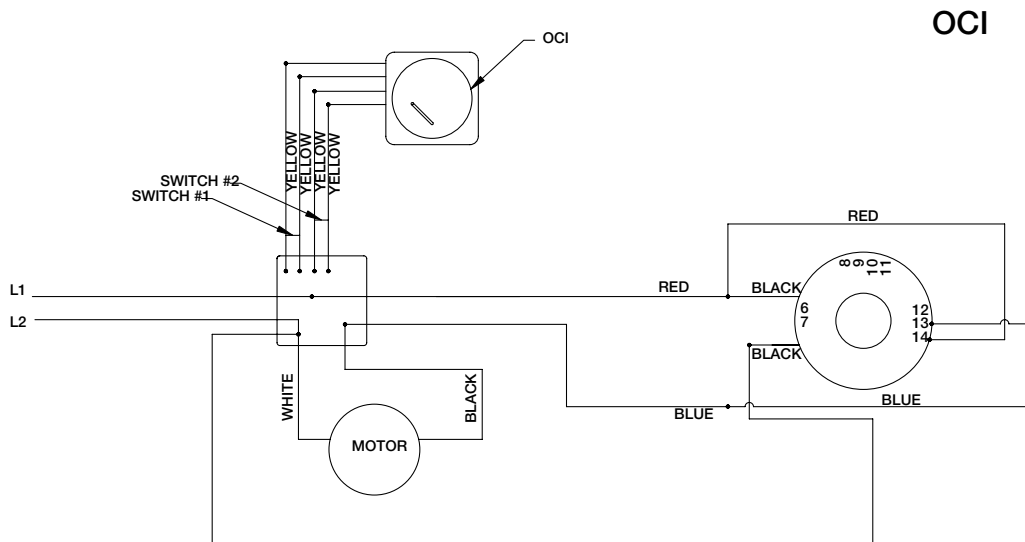 OCI
OCI
YELLOW
YELLOW
YELLOW
YELLOW
SWITCH #2
SWITCH #1
RED
8
9
10
11
L1
RED
BLACK
6
7
12
13
14
L2
BLACK
WHITE
BLACK
BLUE
BLUE
MOTOR